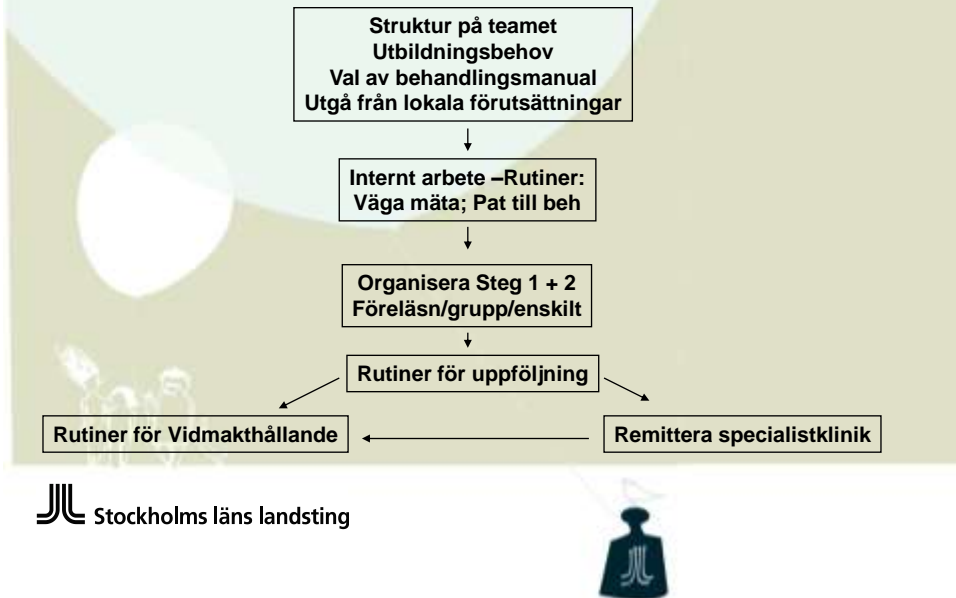 Struktur på teamet
Utbildningsbehov
Val av behandlingsmanual
Utgå från lokala förutsättningar
Internt arbete –Rutiner:
Väga mäta; Pat till beh
Organisera Steg 1 + 2
Föreläsn/grupp/enskilt
Rutiner för uppföljning
Rutiner för Vidmakthållande
Remittera specialistklinik
Stockholms läns landsting